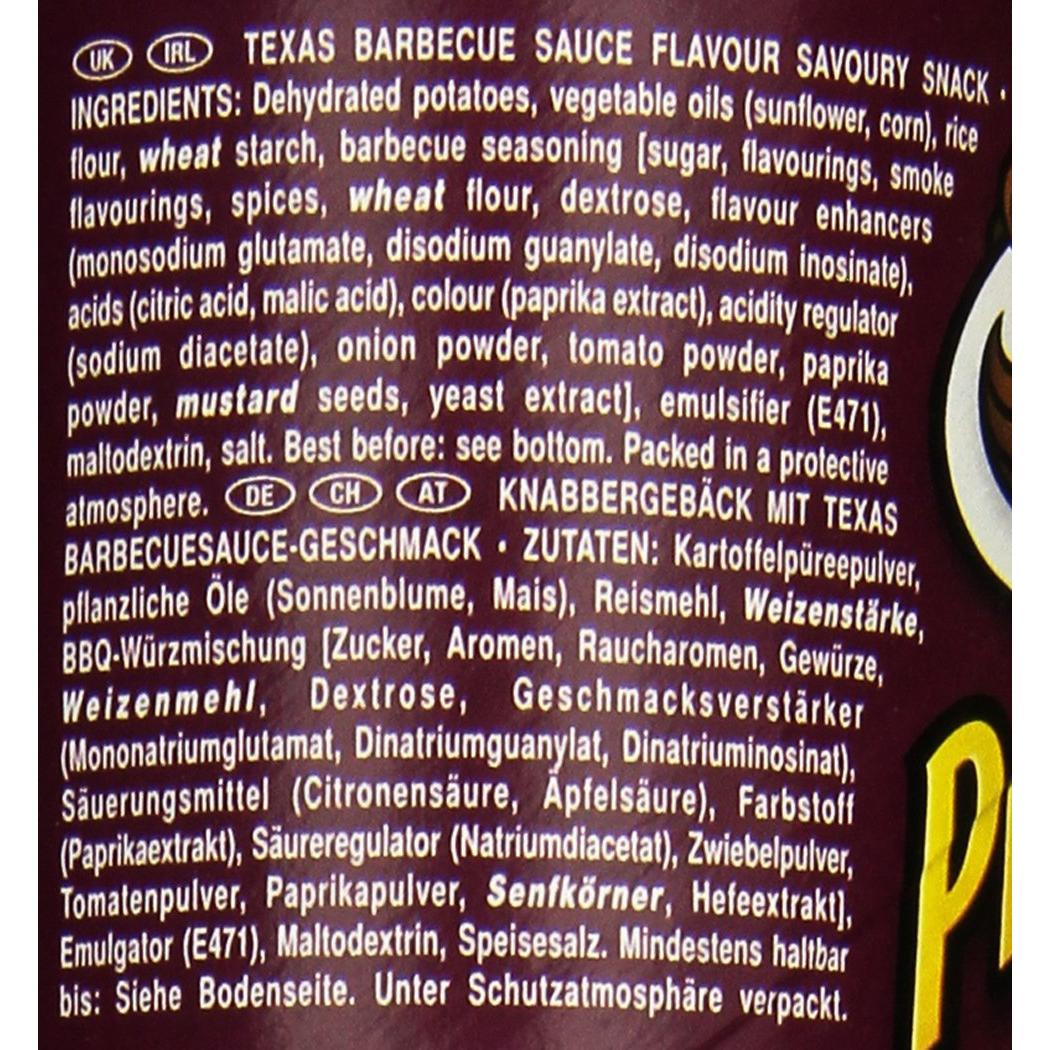 UK IRL TEXAS BARBECUE SAUCE FLAVOUR SAVOURY SNACK ·
INGREDIENTS: Dehydrated potatoes, vegetable oils (sunflower, corn), rice
flour, wheat starch, barbecue seasoning [sugar, flavourings, smoke
flavourings, spices, wheat flour, dextrose, flavour enhancers
(monosodium glutamate, disodium guanylate, disodium inosinate),
acids (citric acid, malic acid), colour (paprika extract), acidity regulator
(sodium diacetate), onion powder, tomato powder, paprika
powder, mustard seeds, yeast extract], emulsifier (E471),
maltodextrin, salt. Best before: see bottom. Packed in a protective
atmosphere. DE CH AT KNABBERGEBÄCK MIT TEXAS
BARBECUESAUCE-GESCHMACK · ZUTATEN: Kartoffelpüreepulver,
pflanzliche Öle (Sonnenblume, Mais), Reismehl, Weizenstärke,
BBQ-Würzmischung [Zucker, Aromen, Raucharomen, Gewürze,
Weizenmehl, Dextrose, Geschmacksverstärker
(Mononatriumglutamat, Dinatriumguanylat, Dinatriuminosinat),
Säuerungsmittel (Citronensäure, Äpfelsäure), Farbstoff
(Paprikaextrakt), Säureregulator (Natriumdiacetat), Zwiebelpulver,
Tomatenpulver, Paprikapulver, Senfkörner, Hefeextrakt],
Emulgator (E471), Maltodextrin, Speisesalz. Mindestens haltbar
bis: Siehe Bodenseite. Unter Schutzatmosphäre verpackt.